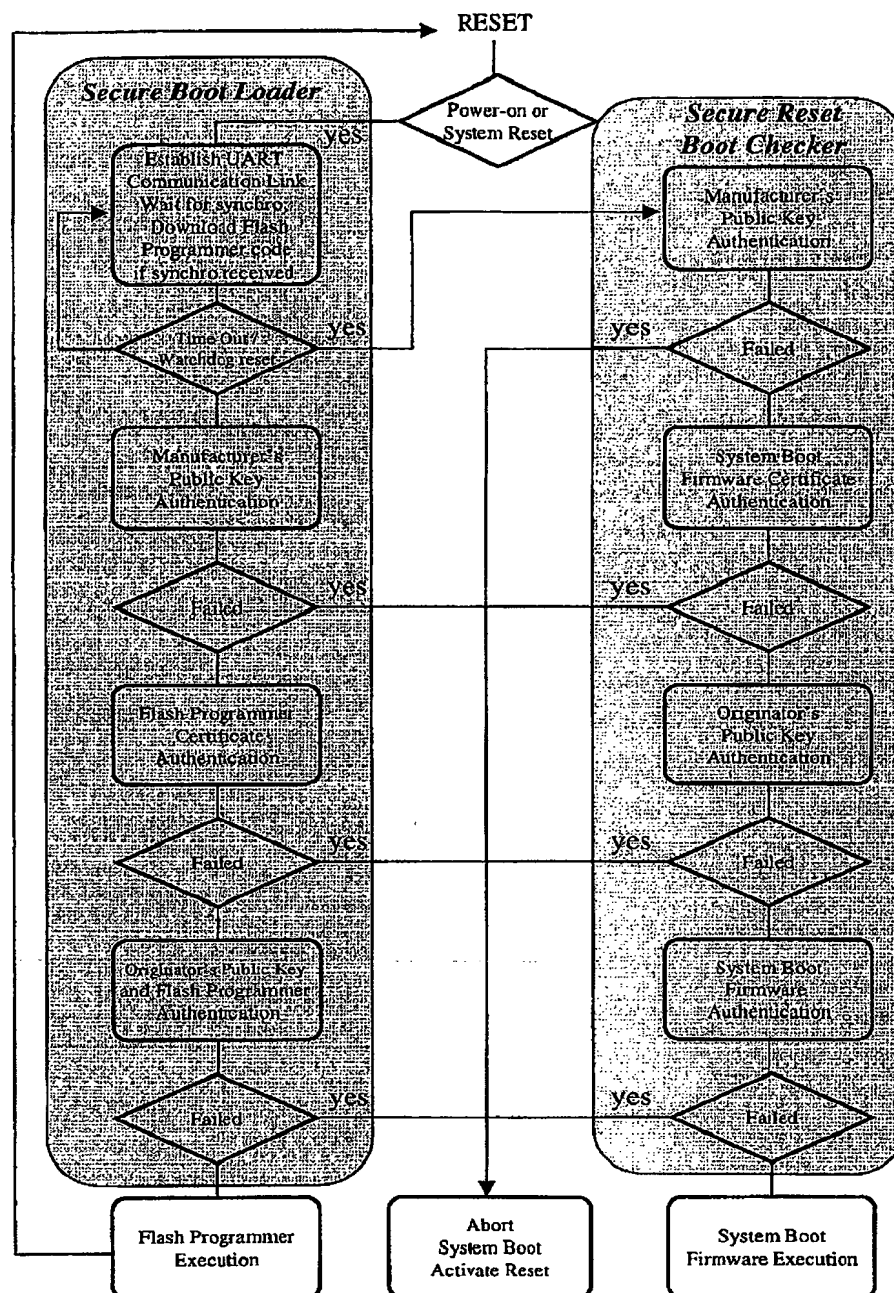 RESET
Power-on or
System Reset
Secure Boot Loader
yes
Establish UART
Communication Link
Wait for synchro,
Download Flash
Programmer code
if synchro received
Time Out /
Watchdog reset
yes
Manufacturer's
Public Key
Authentication
Failed
yes
Flash Programmer
Certificate
Authentication
Failed
yes
Originator's Public Key
and Flash Programmer
Authentication
Failed
yes
Flash Programmer
Execution
Abort
System Boot
Activate Reset
Secure Reset
Boot Checker
Manufacturer's
Public Key
Authentication
yes
Failed
System Boot
Firmware Certificate
Authentication
yes
Failed
Originator's
Public Key
Authentication
yes
Failed
System Boot
Firmware
Authentication
yes
Failed
System Boot
Firmware Execution